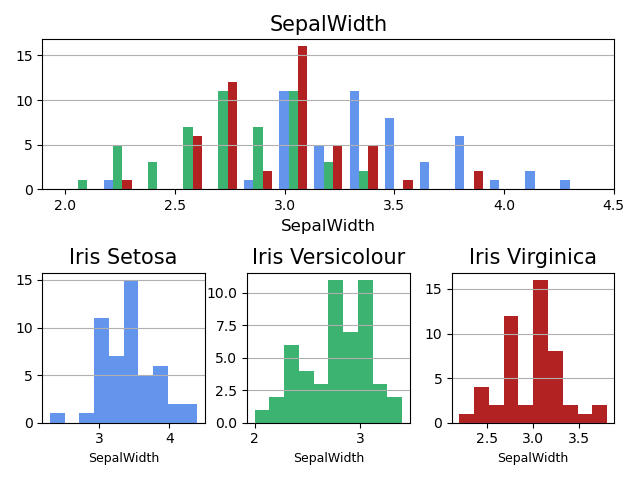 SepalWidth
15
10
5
0
2.0 2.5 3.0 3.5 4.0 4.5
SepalWidth
Iris Setosa Iris Versicolour Iris Virginica
15 10.0 15
10 7.5 10
5 5.0 5
2.5
0 0.0 0
3 4 2 3 2.5 3.0 3.5
SepalWidth SepalWidth SepalWidth